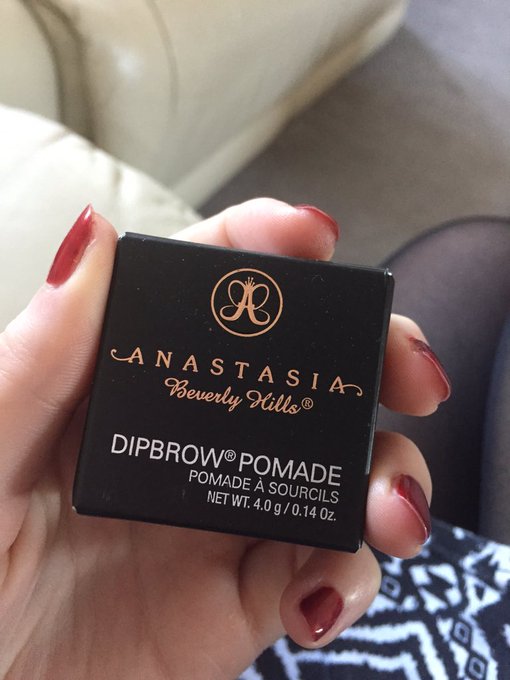 ANASTASIA
Beverly Hills®
DIPBROW® POMADE
POMADE À SOURCILS
NET WT. 4.0 g / 0.14 Oz.